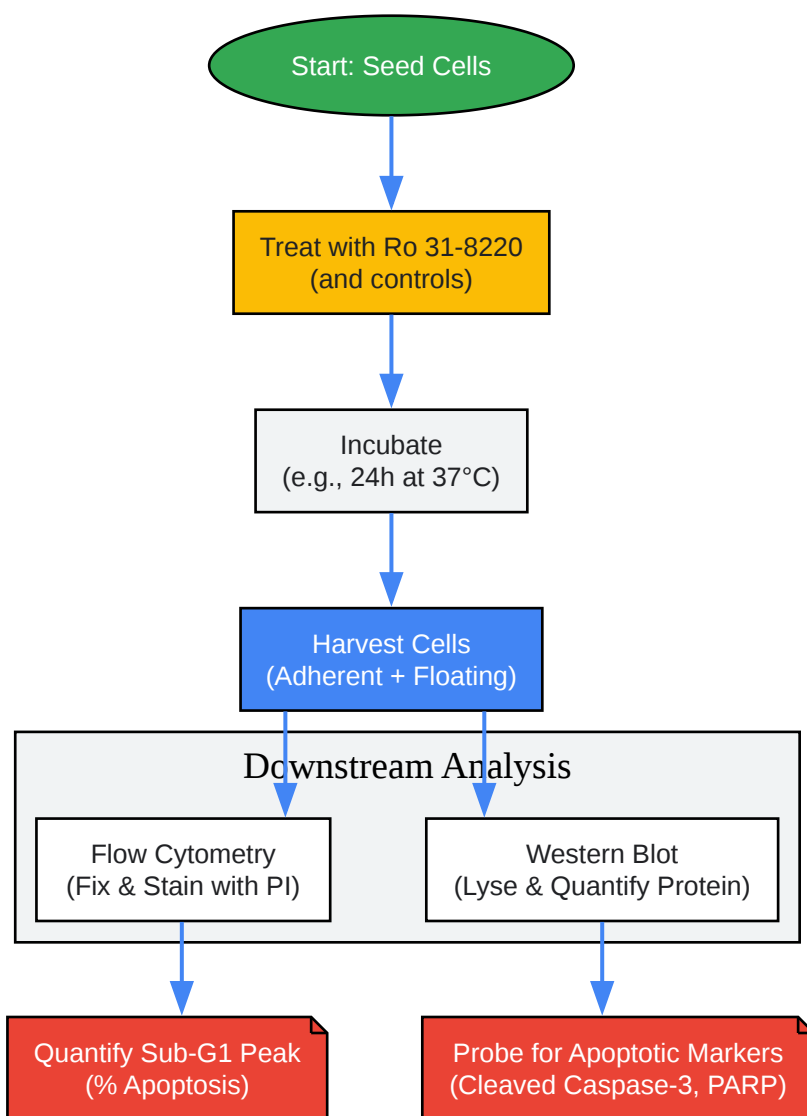 Start: Seed Cells
Treat with Ro 31-8220
(and controls)
Incubate
(e.g., 24h at 37°C)
Harvest Cells
(Adherent + Floating)
Downstream Analysis
Flow Cytometry
(Fix & Stain with PI)
Western Blot
(Lyse & Quantify Protein)
Quantify Sub-G1 Peak
(% Apoptosis)
Probe for Apoptotic Markers
(Cleaved Caspase-3, PARP)